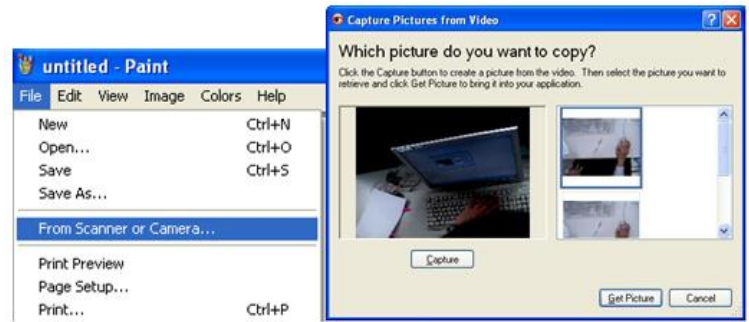 untitled - Paint
File Edit View Image Colors Help
New Ctrl+N
Open... Ctrl+O
Save Ctrl+S
Save As...
From Scanner or Camera...
Print Preview
Page Setup...
Print... Ctrl+P
Capture Pictures from Video
Which picture do you want to copy?
Click the Capture button to create a picture from the video. Then select the picture you want to
retrieve and click Get Picture to bring it into your application.
Capture
Get Picture Cancel